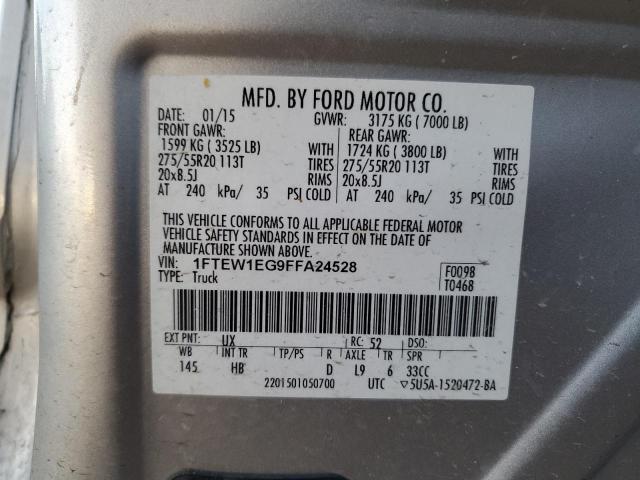 MFD. BY FORD MOTOR CO.
DATE: 01/15 GVWR: 3175 KG ( 7000 LB)
FRONT GAWR: REAR GAWR:
1599 KG ( 3525 LB) WITH 1724 KG ( 3800 LB) WITH
275/55R20 113T TIRES 275/55R20 113T TIRES
20x8.5J RIMS 20x8.5J RIMS
AT 240 kPa/ 35 PSI COLD AT 240 kPa/ 35 PSI COLD
THIS VEHICLE CONFORMS TO ALL APPLICABLE FEDERAL MOTOR
VEHICLE SAFETY STANDARDS IN EFFECT ON THE DATE OF
MANUFACTURE SHOWN ABOVE.
VIN: 1FTEW1EG9FFA24528 F0098
TYPE: Truck T0468
EXT PNT: UX RC: 52 DSO:
WB INT TR TP/PS R AXLE TR SPR
145 HB D L9 6 33CC
2201501050700 UTC ▽5U5A-1520472-BA